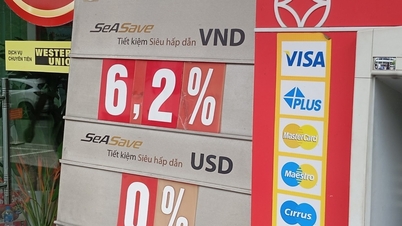 SeASave VND
Tiết kiệm Siêu hấp dẫn
6,2%
SeASave
Tiết kiệm Siêu hấp dẫn USD
0%
DỊCH VỤ
CHUYỂN TIỀN
WESTERN
UNION
VISA
PLUS
MasterCard
Maestro
Cirrus